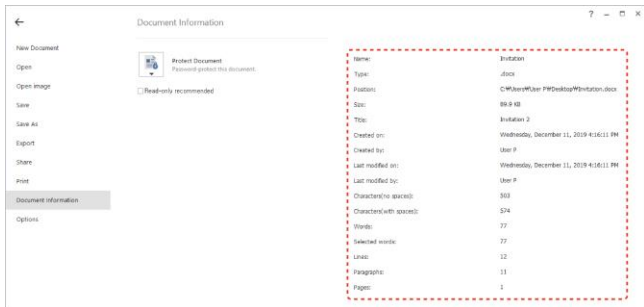 Document Information
New Document
Open
Open image
Save
Save As
Export
Share
Print
Document Information
Options
Protect Document
Password-protect this document.
Read-only recommended
Name: Invitation
Type: .docx
Position: C:₩Users₩User P₩Desktop₩Invitation.docx
Size: 89.9 KB
Title: Invitation 2
Created on: Wednesday, December 11, 2019 4:16:11 PM
Created by: User P
Last modified on: Wednesday, December 11, 2019 4:16:11 PM
Last modified by: User P
Characters(no spaces): 503
Characters(with spaces): 574
Words: 77
Selected words: 77
Lines: 12
Paragraphs: 11
Pages: 1